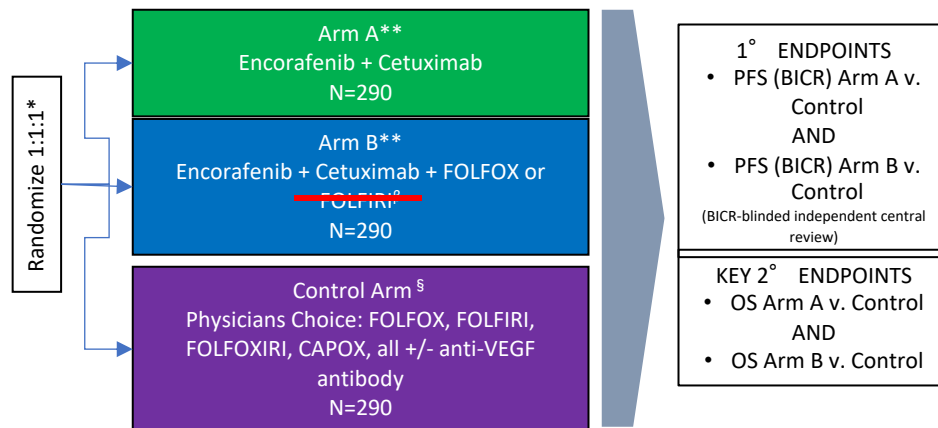 Randomize 1:1:1*
Arm A**
Encorafenib + Cetuximab
N=290
Arm B**
Encorafenib + Cetuximab + FOLFOX or
FOLFIRI
N=290
Control Arm §
Physicians Choice: FOLFOX, FOLFIRI,
FOLFOXIRI, CAPOX, all +/- anti-VEGF
antibody
N=290
1° ENDPOINTS
• PFS (BICR) Arm A v.
Control
AND
• PFS (BICR) Arm B v.
Control
(BICR-blinded independent central
review)
KEY 2° ENDPOINTS
• OS Arm A v. Control
AND
• OS Arm B v. Control